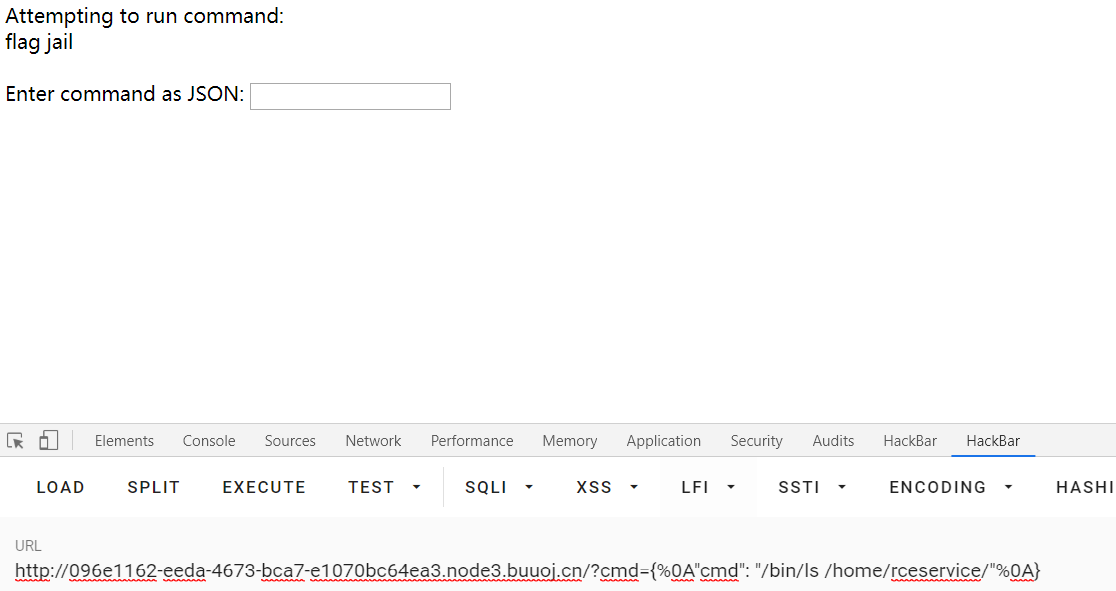 Attempting to run command:
flag jail
Enter command as JSON:
Elements Console Sources Network Performance Memory Application Security Audits HackBar HackBar
LOAD SPLIT EXECUTE TEST SQLI XSS LFI SSTI ENCODING HASHI
URL
http://096e1162-eeda-4673-bca7-e1070bc64ea3.node3.buuoj.cn/?cmd={%0A"cmd": "/bin/ls /home/rceservice/"%0A}